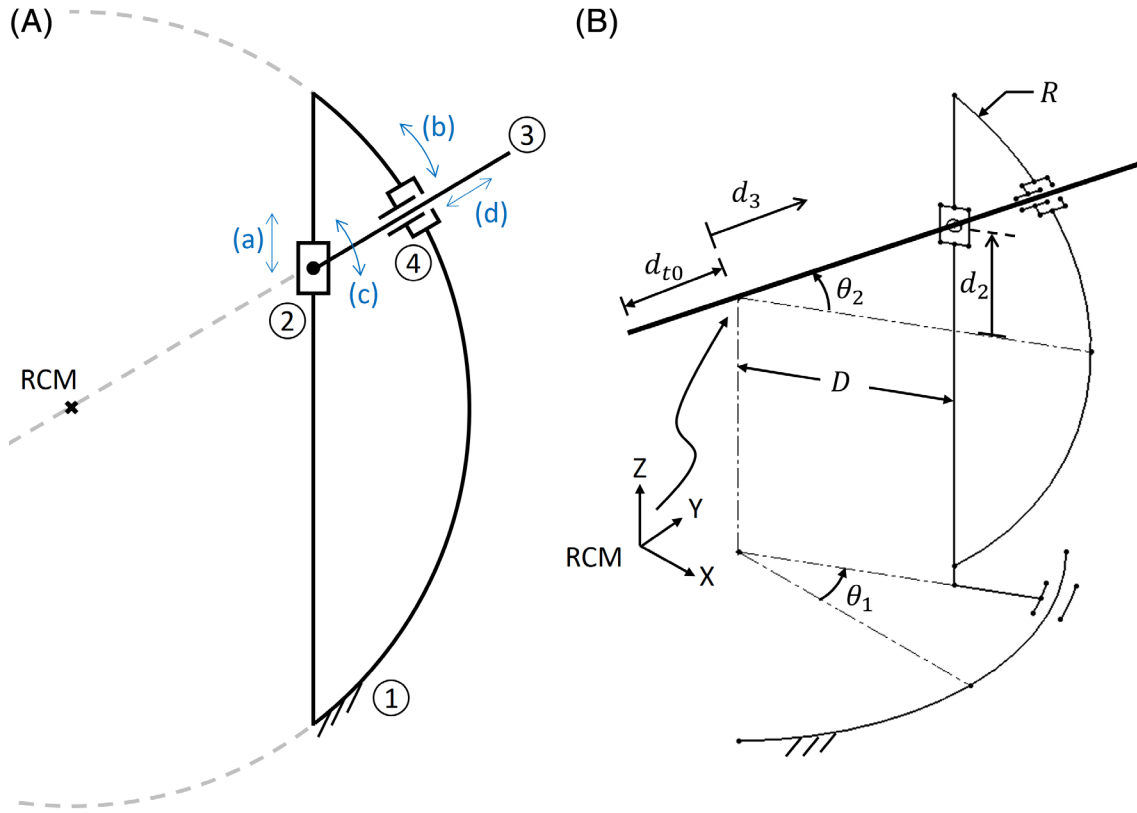 (A)
(b)
③
(a)
(d)
(c)
④
②
RCM
①
(B)
R
d₃
dₜ₀
θ₂
d₂
D
Z
Y
RCM
X
θ₁